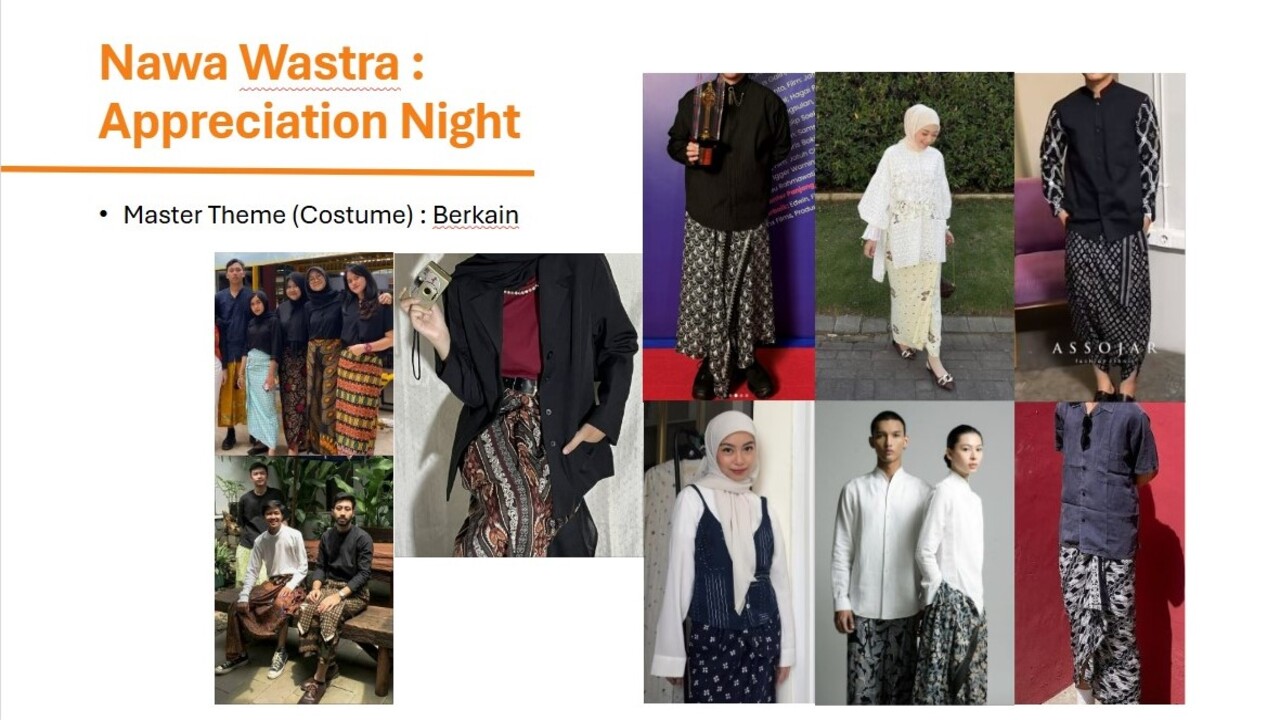 Nawa Wastra :
Appreciation Night
• Master Theme (Costume) : Berkain
ASSOJAR